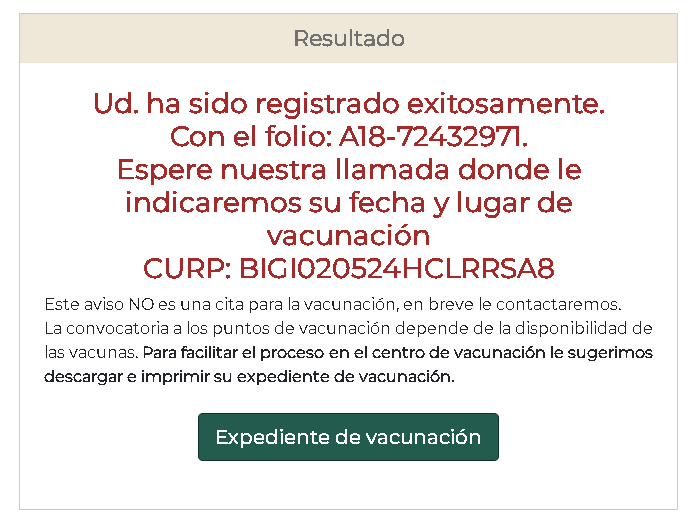 Resultado
Ud. ha sido registrado exitosamente.
Con el folio: A18-72432971.
Espere nuestra llamada donde le
indicaremos su fecha y lugar de
vacunación
CURP: BIGI020524HCLRRSA8
Este aviso NO es una cita para la vacunación, en breve le contactaremos.
La convocatoria a los puntos de vacunación depende de la disponibilidad de
las vacunas. Para facilitar el proceso en el centro de vacunación le sugerimos
descargar e imprimir su expediente de vacunación.
Expediente de vacunación